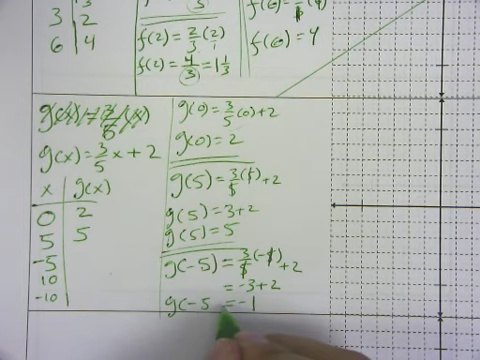 3 2
6 4
f(2) = 2/3 (2)
f(2) = 4/3 = 1 1/3
f(6) = 4
g(x) = 3/5 x + 2
x g(x)
0 2
5 5
-5
10
-10
g(0) = 3/5 (0) + 2
g(0) = 2
g(5) = 3/5 (5) + 2
g(5) = 3 + 2
g(5) = 5
g(-5) = 3/5 (-5) + 2
= -3 + 2
g(-5 = -1